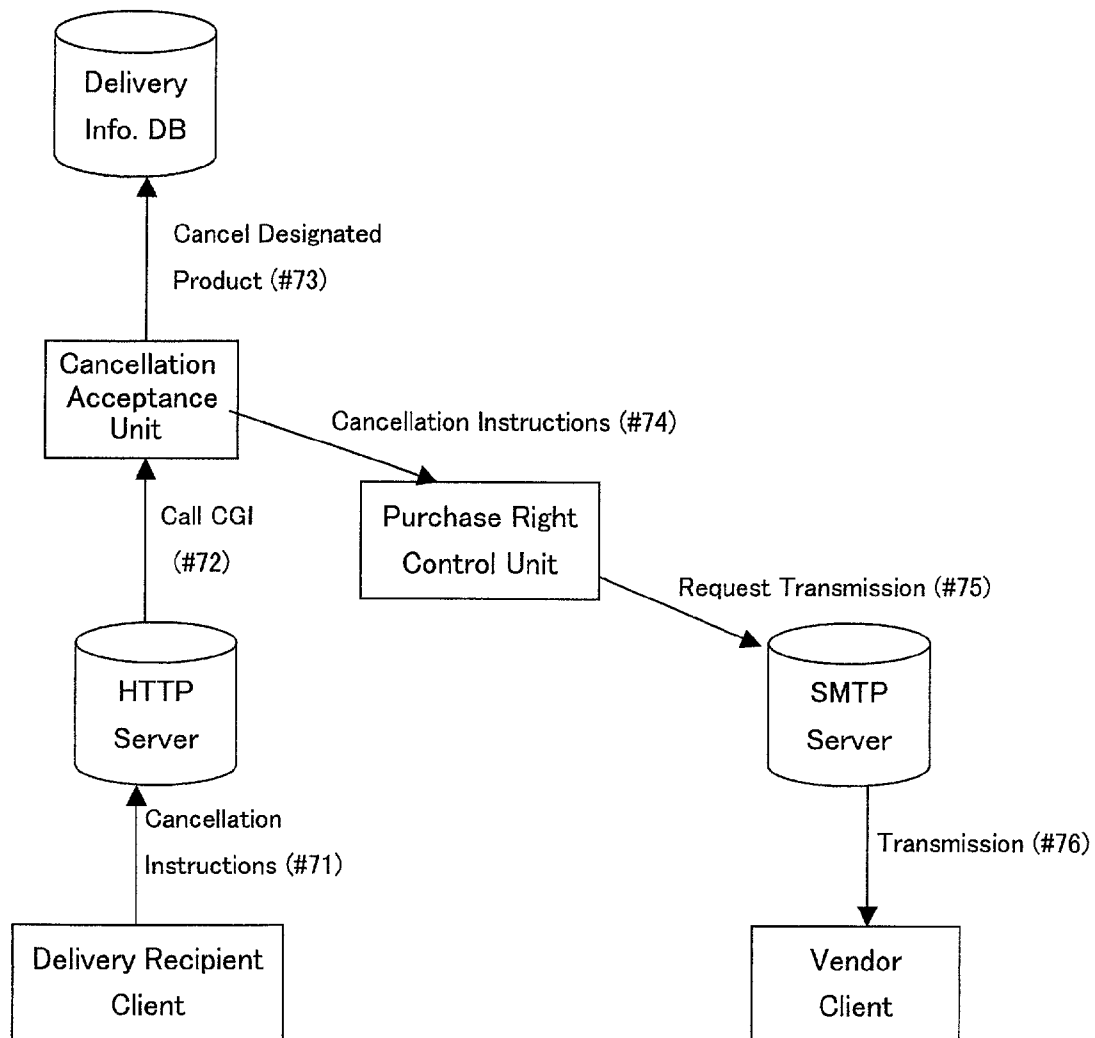 Delivery
Info. DB
Cancel Designated
Product (#73)
Cancellation
Acceptance
Unit
Cancellation Instructions (#74)
Call CGI
(#72)
Purchase Right
Control Unit
Request Transmission (#75)
HTTP
Server
SMTP
Server
Cancellation
Instructions (#71)
Transmission (#76)
Delivery Recipient
Client
Vendor
Client